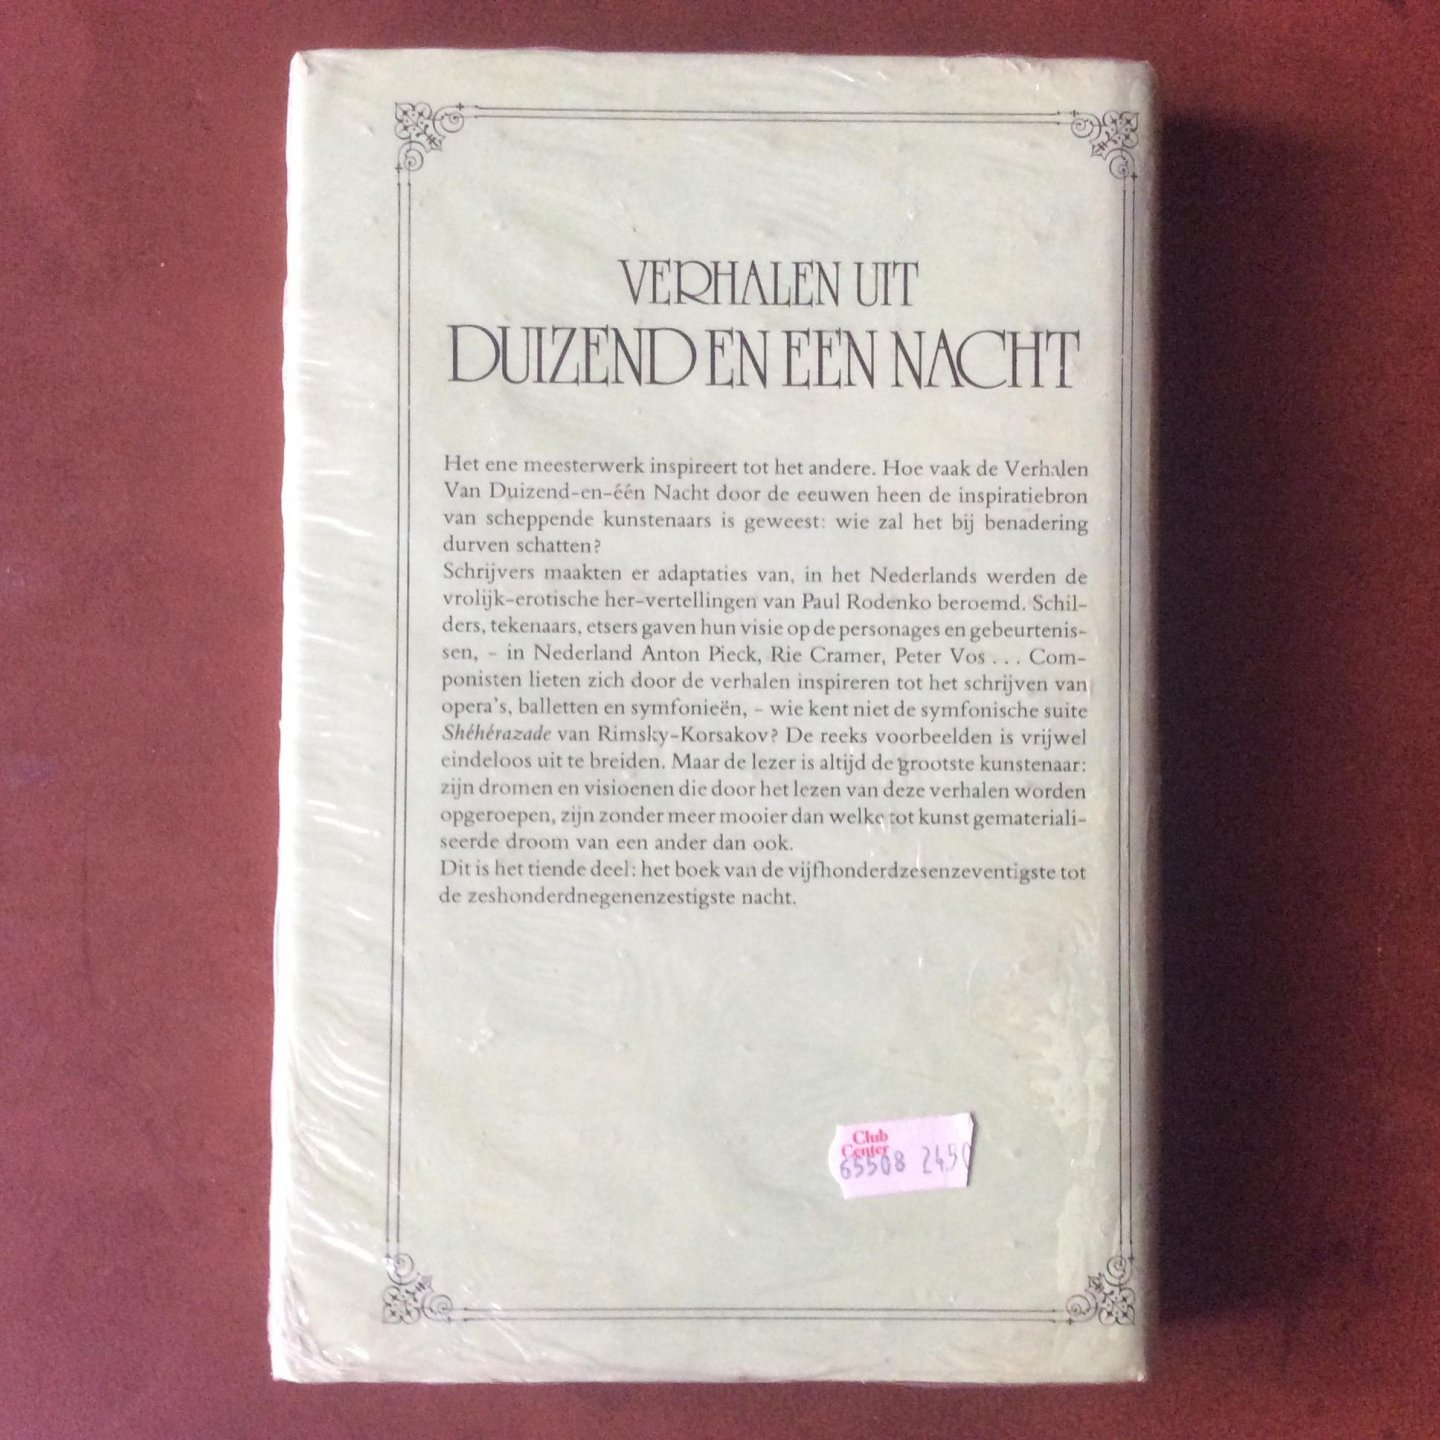 VERHALEN UIT
DUIZEND EN EEN NACHT
Het ene meesterwerk inspireert tot het andere. Hoe vaak de Verhalen
Van Duizend-en-één Nacht door de eeuwen heen de inspiratiebron
van scheppende kunstenaars is geweest: wie zal het bij benadering
durven schatten?
Schrijvers maakten er adaptaties van, in het Nederlands werden de
vrolijk-erotische her-vertellingen van Paul Rodenko beroemd. Schil-
ders, tekenaars, etsers gaven hun visie op de personages en gebeurtenis-
sen, - in Nederland Anton Pieck, Rie Cramer, Peter Vos . . . Com-
ponisten lieten zich door de verhalen inspireren tot het schrijven van
opera's, balletten en symfonieën, - wie kent niet de symfonische suite
Shéhérazade van Rimsky-Korsakov? De reeks voorbeelden is vrijwel
eindeloos uit te breiden. Maar de lezer is altijd de grootste kunstenaar:
zijn dromen en visioenen die door het lezen van deze verhalen worden
opgeroepen, zijn zonder meer mooier dan welke tot kunst gemateriali-
seerde droom van een ander dan ook.
Dit is het tiende deel: het boek van de vijfhonderdzesenzeventigste tot
de zeshonderdnegenenzestigste nacht.
Club
Center
65508 2450